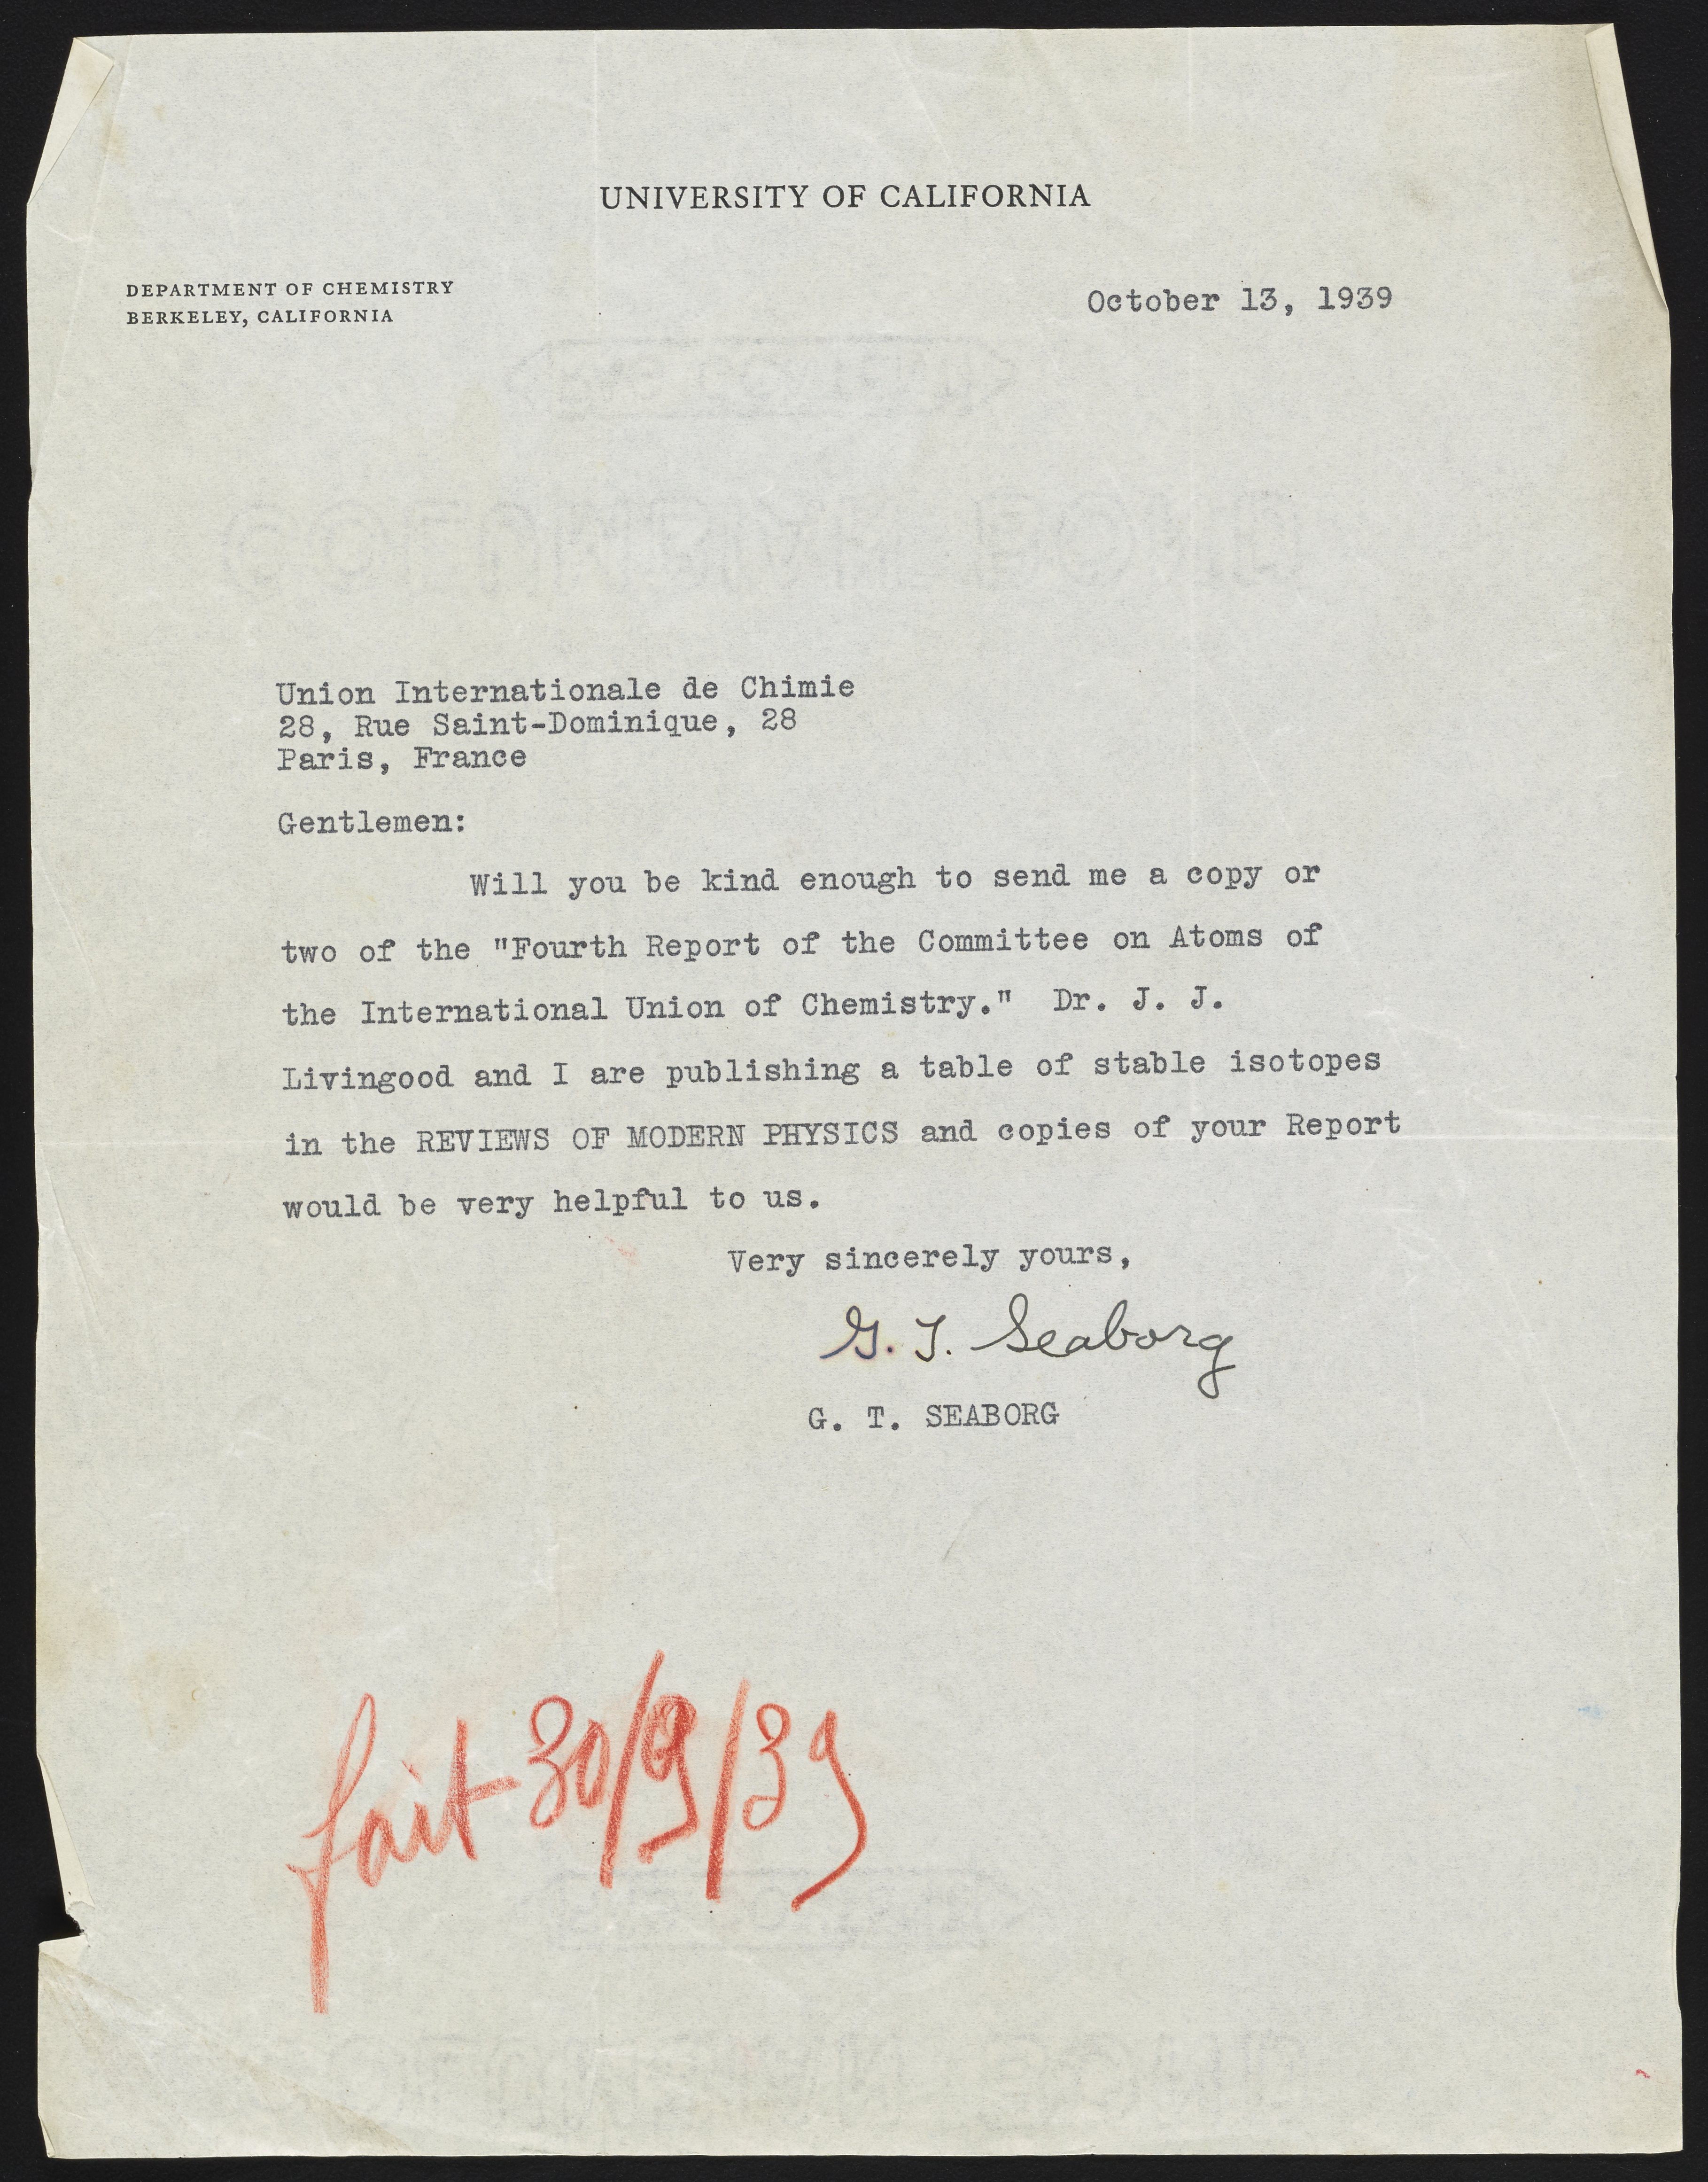 UNIVERSITY OF CALIFORNIA
DEPARTMENT OF CHEMISTRY
BERKELEY, CALIFORNIA
October 13, 1939
Union Internationale de Chimie
28, Rue Saint-Dominique, 28
Paris, France
Gentlemen:
Will you be kind enough to send me a copy or
two of the "Fourth Report of the Committee on Atoms of
the International Union of Chemistry." Dr. J. J.
Livingood and I are publishing a table of stable isotopes
in the REVIEWS OF MODERN PHYSICS and copies of your Report
would be very helpful to us.
Very sincerely yours,
G. T. Seaborg
G. T. SEABORG
fait 30/9/39